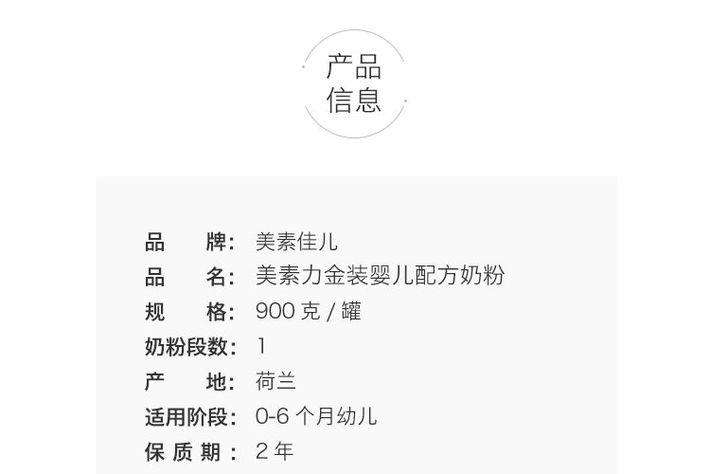 产品
信息
品牌：美素佳儿
品名：美素力金装婴儿配方奶粉
规格：900 克 / 罐
奶粉段数：1
产地：荷兰
适用阶段：0-6 个月幼儿
保质期：2 年